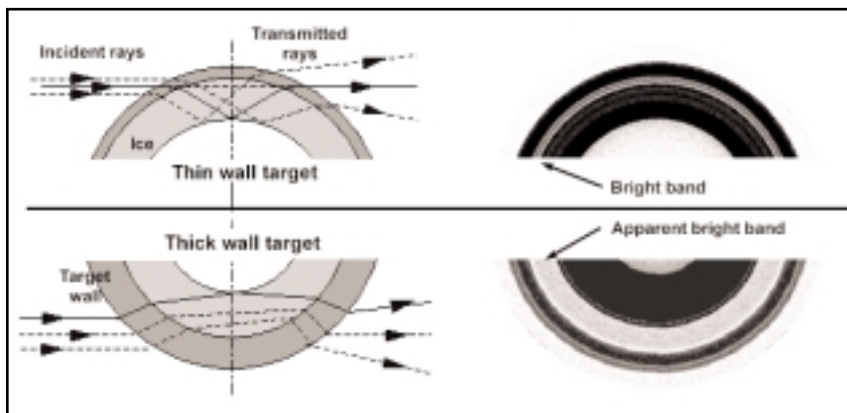 Incident rays
Transmitted
rays
Ice
Thin wall target
Bright band
Thick wall target
Apparent bright band
Target
wall